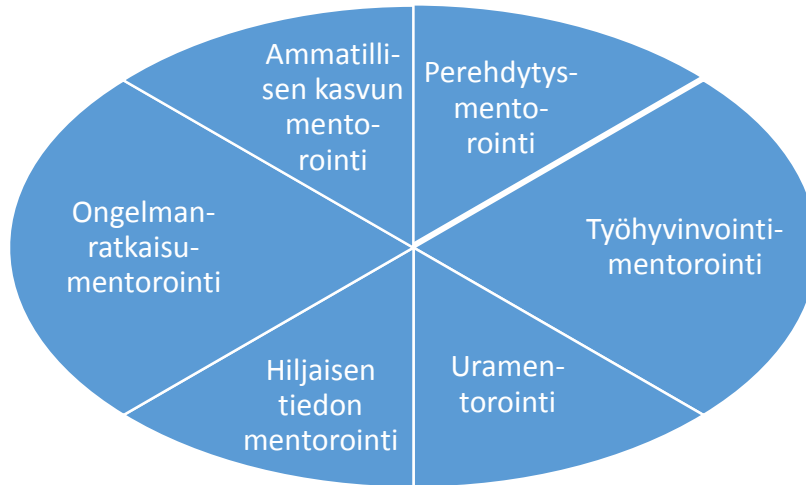 Ammatilli-
sen kasvun
mento-
rointi
Perehdytys-
mento-
rointi
Työhyvinvointi-
mentorointi
Uramen-
torointi
Hiljaisen
tiedon
mentorointi
Ongelman-
ratkaisu-
mentorointi